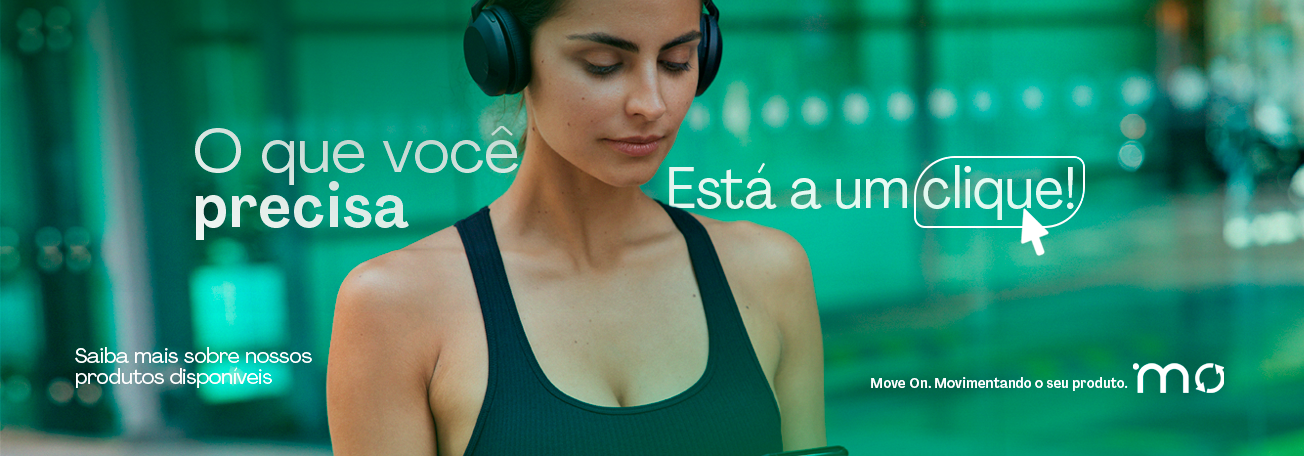 O que você
precisa
Está a um clique!
Saiba mais sobre nossos
produtos disponíveis
Move On. Movimentando o seu produto.
mo